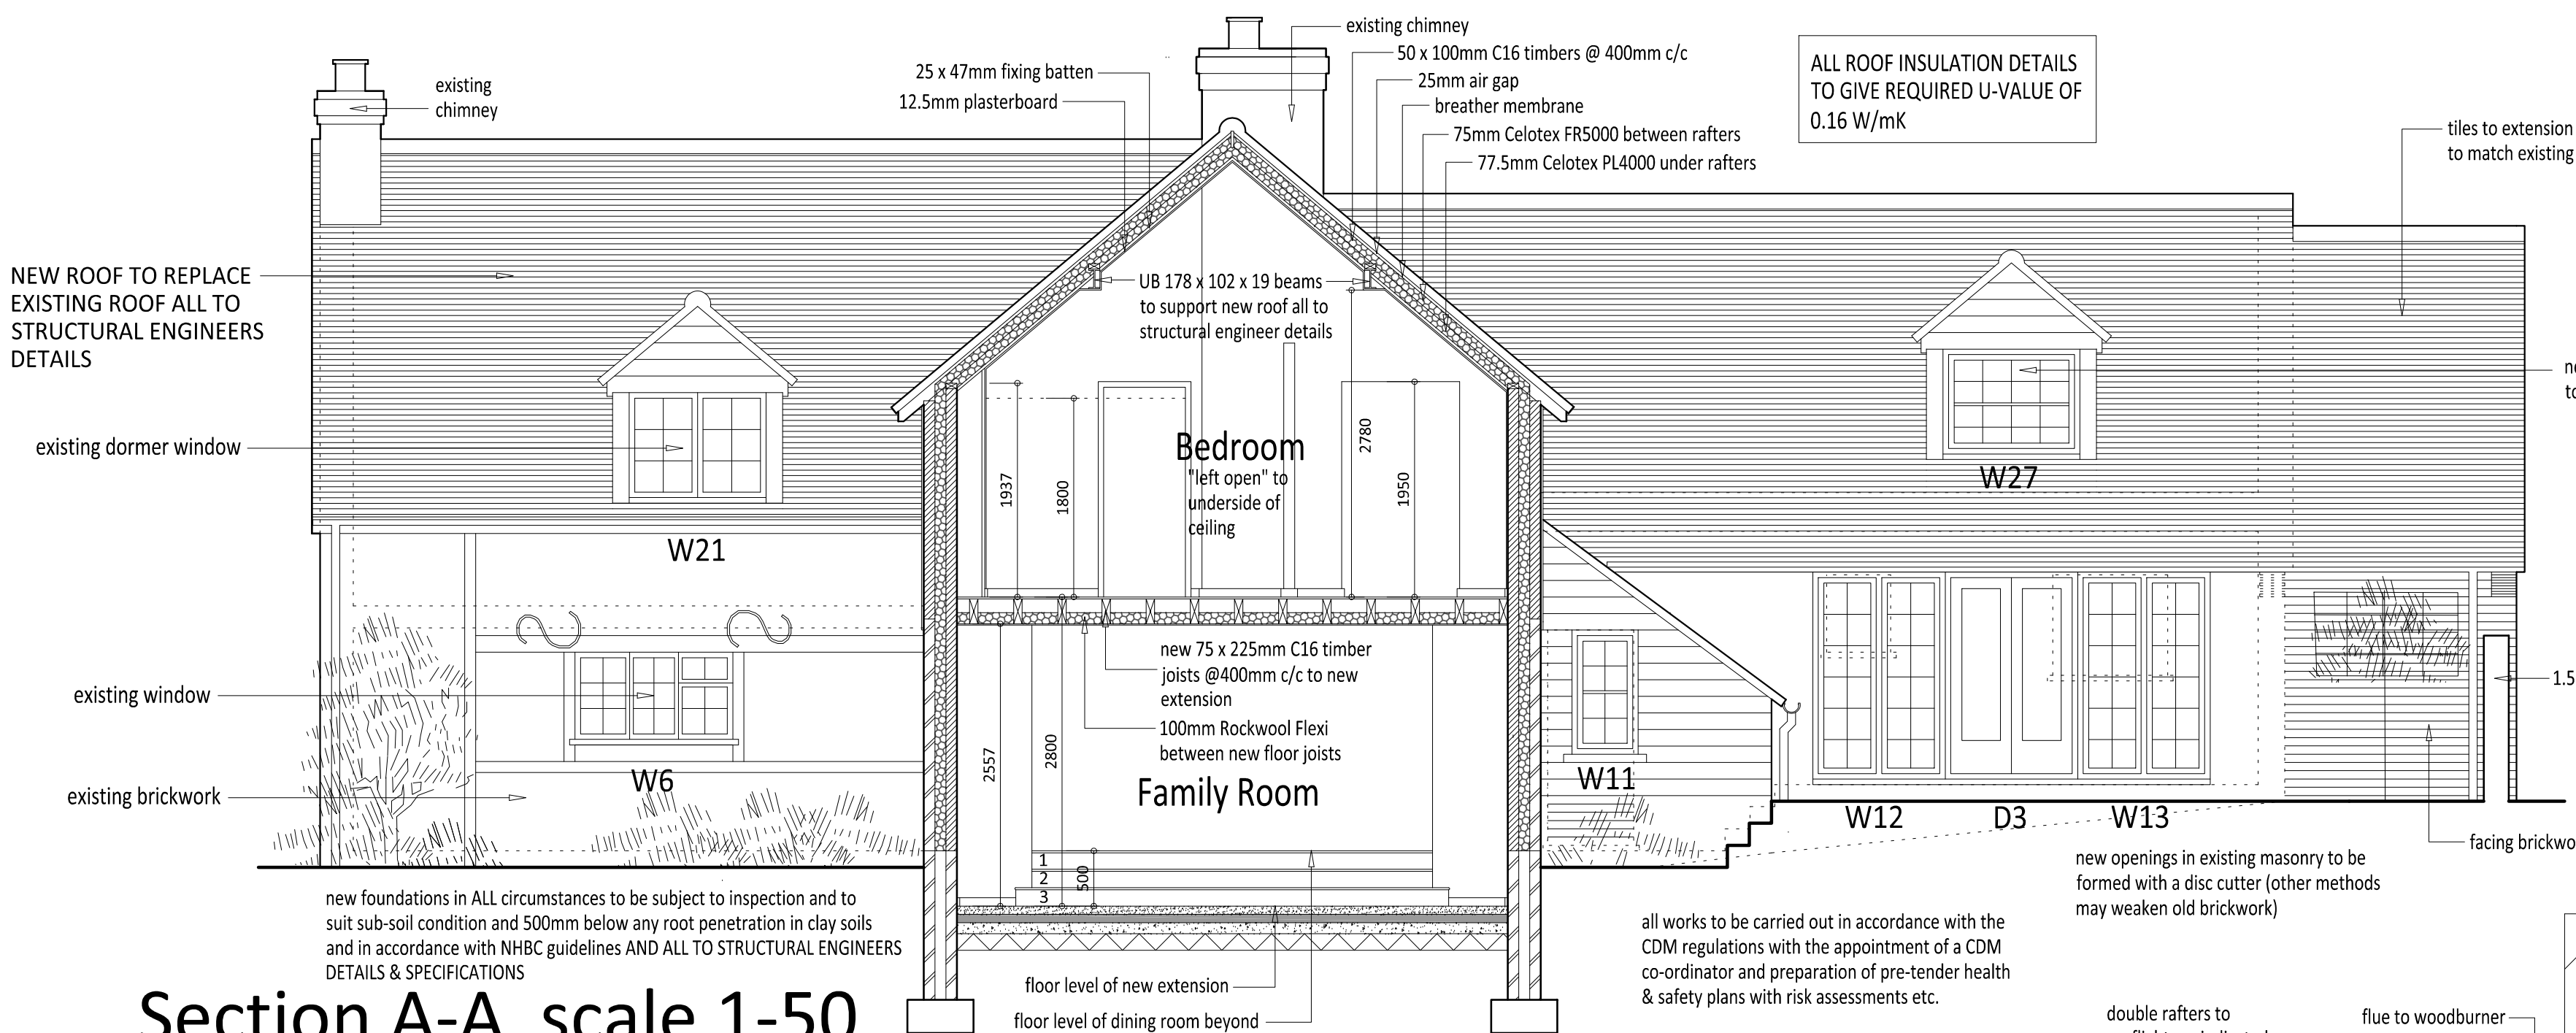 existing chimney
50 x 100mm C16 timbers @ 400mm c/c
25mm air gap
breather membrane
75mm Celotex FR5000 between rafters
77.5mm Celotex PL4000 under rafters
25 x 47mm fixing batten
12.5mm plasterboard
existing
chimney
ALL ROOF INSULATION DETAILS
TO GIVE REQUIRED U-VALUE OF
0.16 W/mK
tiles to extension
to match existing
NEW ROOF TO REPLACE
EXISTING ROOF ALL TO
STRUCTURAL ENGINEERS
DETAILS
UB 178 x 102 x 19 beams
to support new roof all to
structural engineer details
existing dormer window
Bedroom
"left open" to
underside of
ceiling
1937
1800
2780
1950
W27
W21
new 75 x 225mm C16 timber
joists @400mm c/c to new
extension
100mm Rockwool Flexi
between new floor joists
existing window
2557
2800
Family Room
W6
W11
existing brickwork
W12
D3
W13
1.5
1
2
3
500
facing brickwo
new openings in existing masonry to be
formed with a disc cutter (other methods
may weaken old brickwork)
new foundations in ALL circumstances to be subject to inspection and to
suit sub-soil condition and 500mm below any root penetration in clay soils
and in accordance with NHBC guidelines AND ALL TO STRUCTURAL ENGINEERS
DETAILS & SPECIFICATIONS
all works to be carried out in accordance with the
CDM regulations with the appointment of a CDM
co-ordinator and preparation of pre-tender health
& safety plans with risk assessments etc.
floor level of new extension
floor level of dining room beyond
Section A-A scale 1-50
double rafters to
flue to woodburner